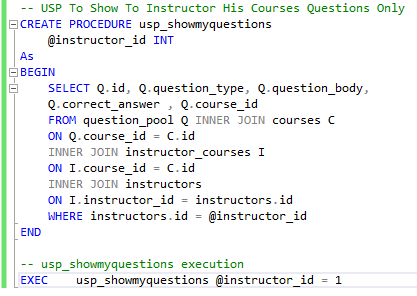 -- USP To Show To Instructor His Courses Questions Only
CREATE PROCEDURE usp_showmyquestions
@instructor_id INT
As
BEGIN
SELECT Q.id, Q.question_type, Q.question_body,
Q.correct_answer , Q.course_id
FROM question_pool Q INNER JOIN courses C
ON Q.course_id = C.id
INNER JOIN instructor_courses I
ON I.course_id = C.id
INNER JOIN instructors
ON I.instructor_id = instructors.id
WHERE instructors.id = @instructor_id
END
-- usp_showmyquestions execution
EXEC    usp_showmyquestions @instructor_id = 1